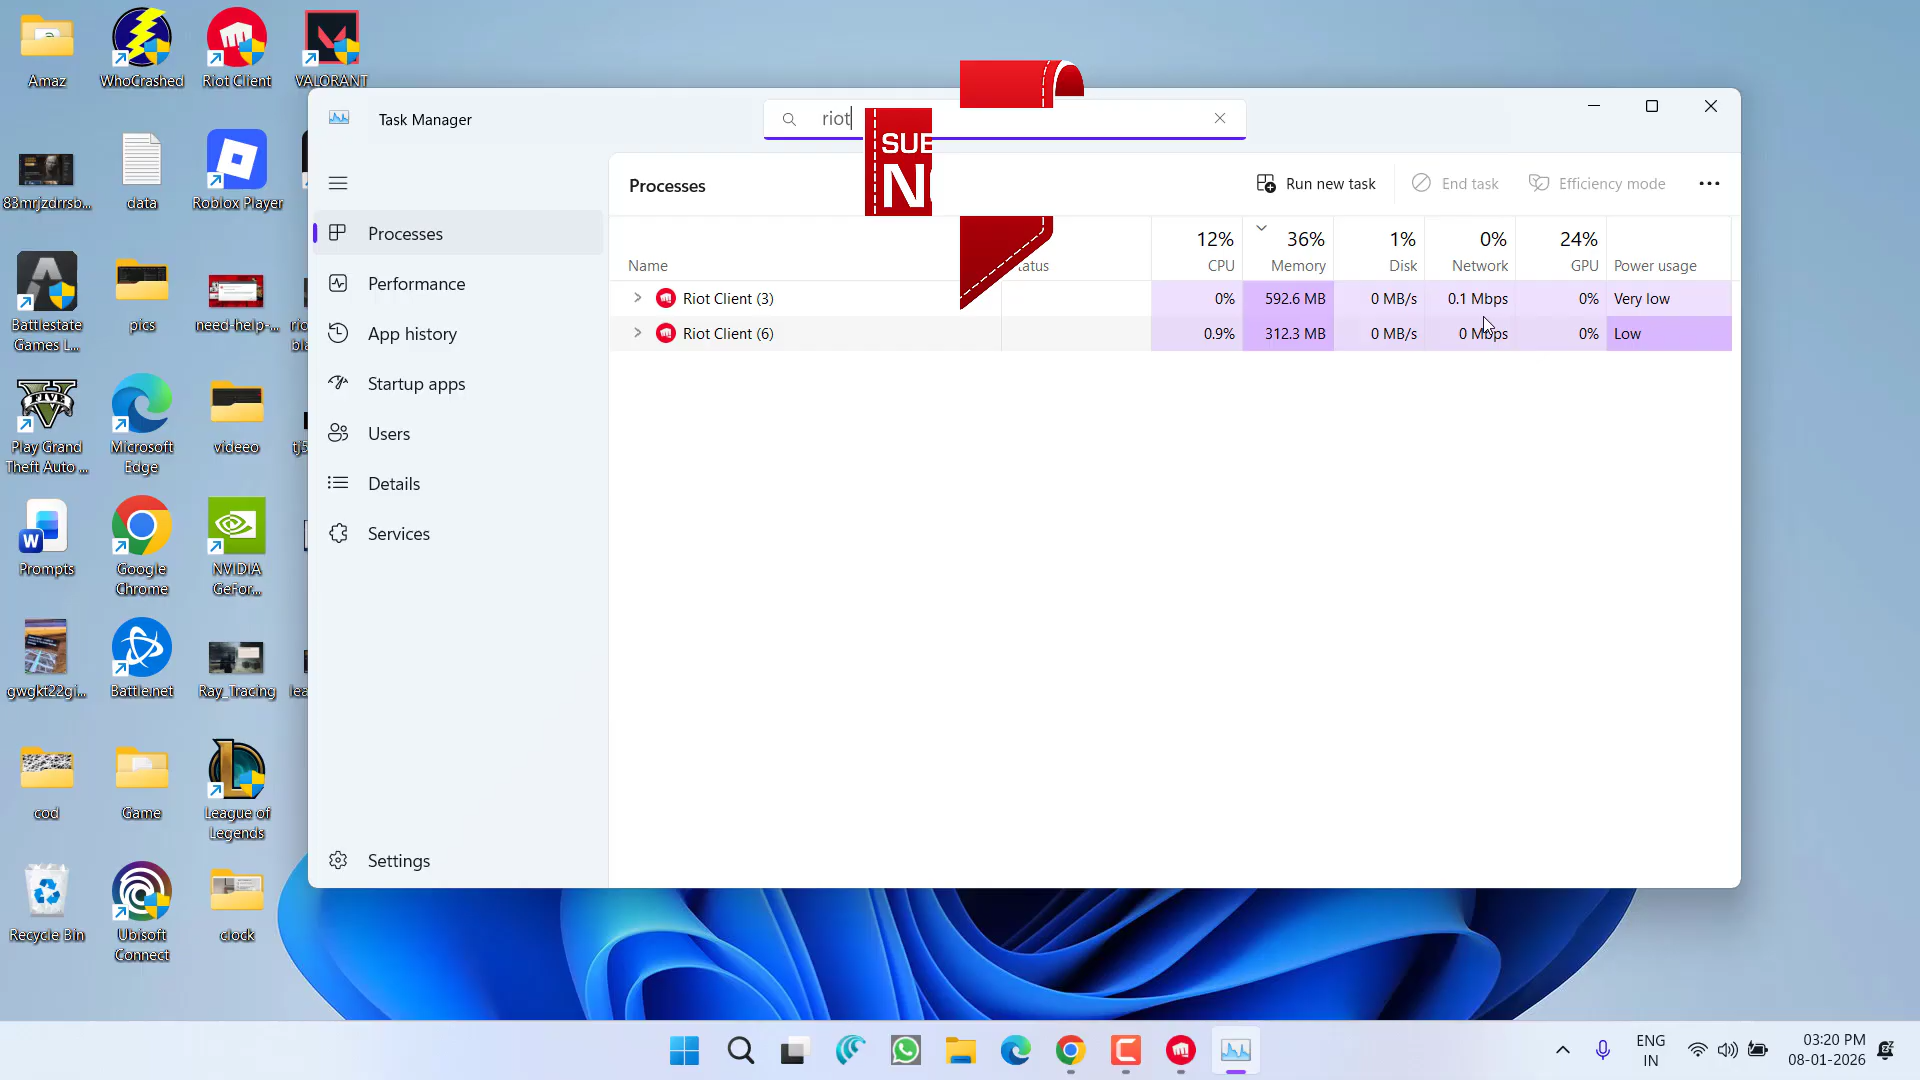 Amaz
WhoCrashed
Riot Client
VALORANT
Task Manager
riot
SUB
N
83mrjzdrrsb...
data
Roblox Player
Processes
Run new task
End task
Efficiency mode
Processes
Performance
App history
Startup apps
Users
Details
Services
Settings
12%
36%
1%
0%
24%
Name
atus
CPU
Memory
Disk
Network
GPU
Power usage
Riot Client (3)
0%
592.6 MB
0 MB/s
0.1 Mbps
0%
Very low
Riot Client (6)
0.9%
312.3 MB
0 MB/s
0 Mbps
0%
Low
Battlestate
Games L...
pics
need-help-...
Play Grand
Theft Auto ...
Microsoft
Edge
videeo
W
Prompts
Google
Chrome
NVIDIA
GeFor...
gwgkt22gi...
Battle.net
Ray_Tracing
lea
cod
Game
League of
Legends
Recycle Bin
Ubisoft
Connect
clock
ENG
IN
03:20 PM
08-01-2026